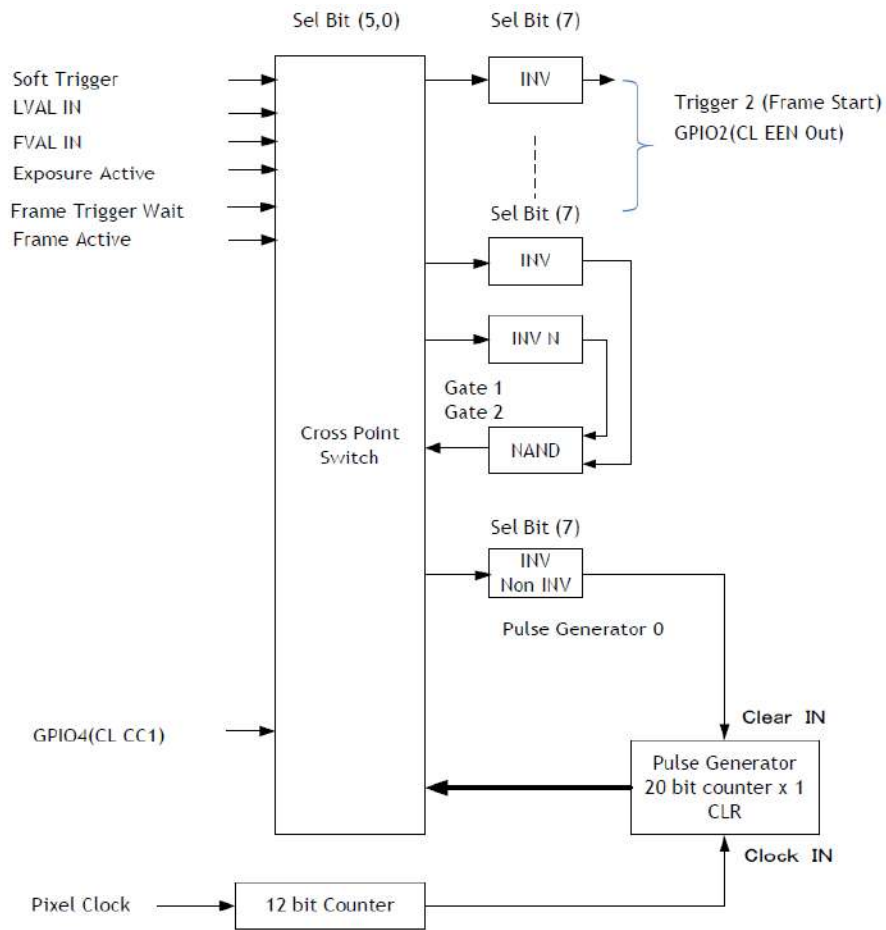 Sel Bit (5,0)
Sel Bit (7)
Soft Trigger
LVAL IN
FVAL IN
Exposure Active
Frame Trigger Wait
Frame Active
INV
Trigger 2 (Frame Start)
GPIO2(CL EEN Out)
Sel Bit (7)
INV
INV N
Gate 1
Gate 2
NAND
Cross Point
Switch
Sel Bit (7)
INV
Non INV
Pulse Generator 0
GPIO4(CL CC1)
Clear IN
Pulse Generator
20 bit counter x 1
CLR
Clock IN
Pixel Clock
12 bit Counter